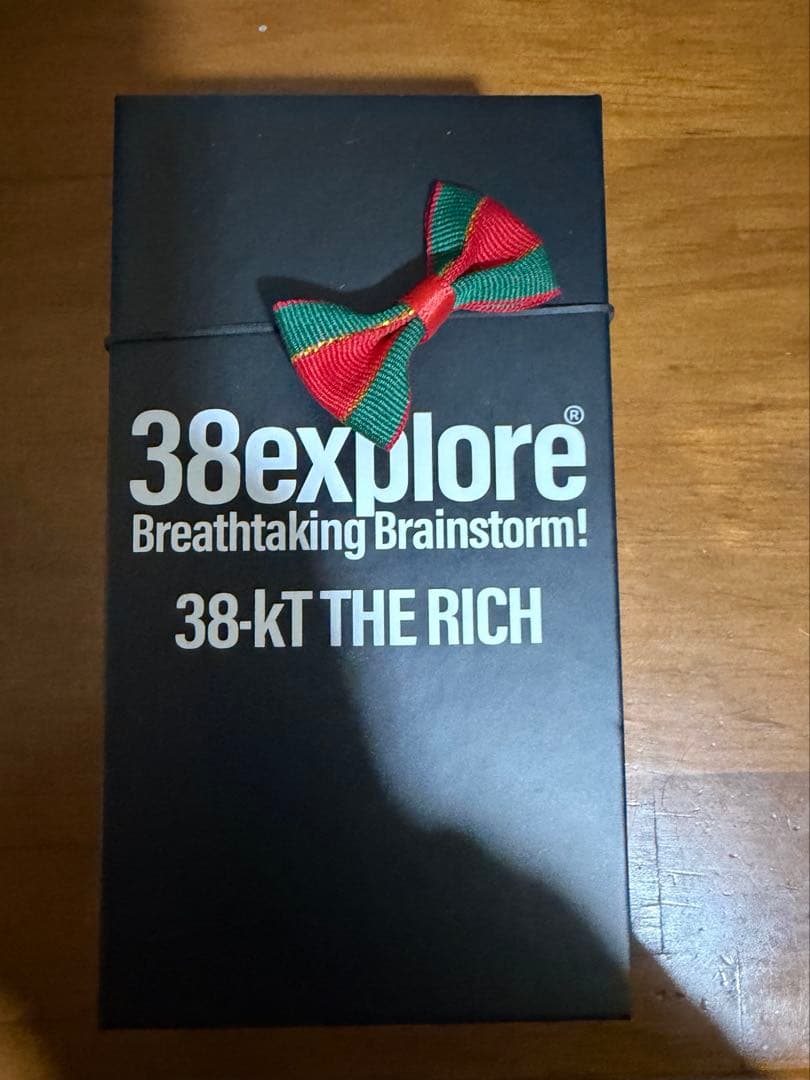 38explore®
Breathtaking Brainstorm!
38-kT THE RICH